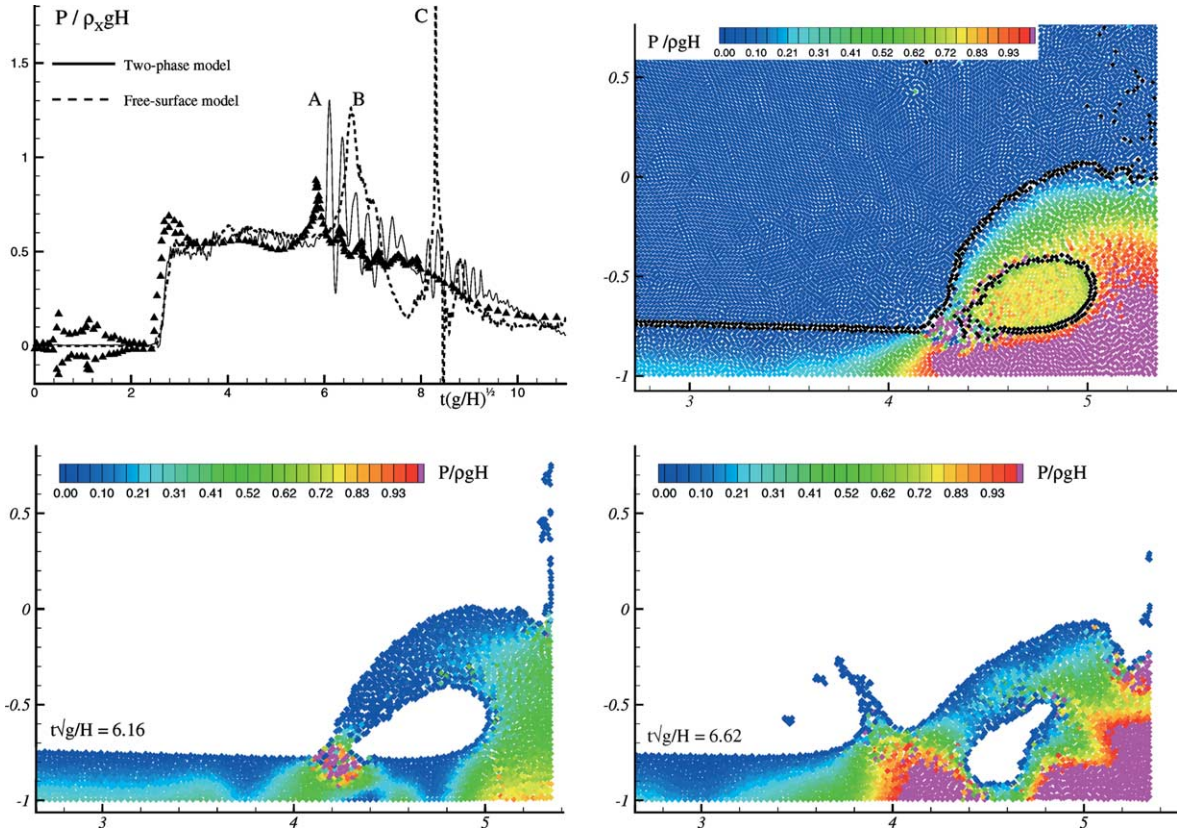 P / ρXgH
A
B
C
Two-phase model
Free-surface model
1.5
1
0.5
0
0 2 4 6 8 10
t(g/H)½
P /ρgH
0.00 0.10 0.21 0.31 0.41 0.52 0.62 0.72 0.83 0.93
0.5
0
-0.5
-1
3 4 5
P/ρgH
0.00 0.10 0.21 0.31 0.41 0.52 0.62 0.72 0.83 0.93
0.5
0
-0.5
t√g/H = 6.16
-1
3 4 5
P/ρgH
0.00 0.10 0.21 0.31 0.41 0.52 0.62 0.72 0.83 0.93
0.5
0
-0.5
t√g/H = 6.62
-1
3 4 5